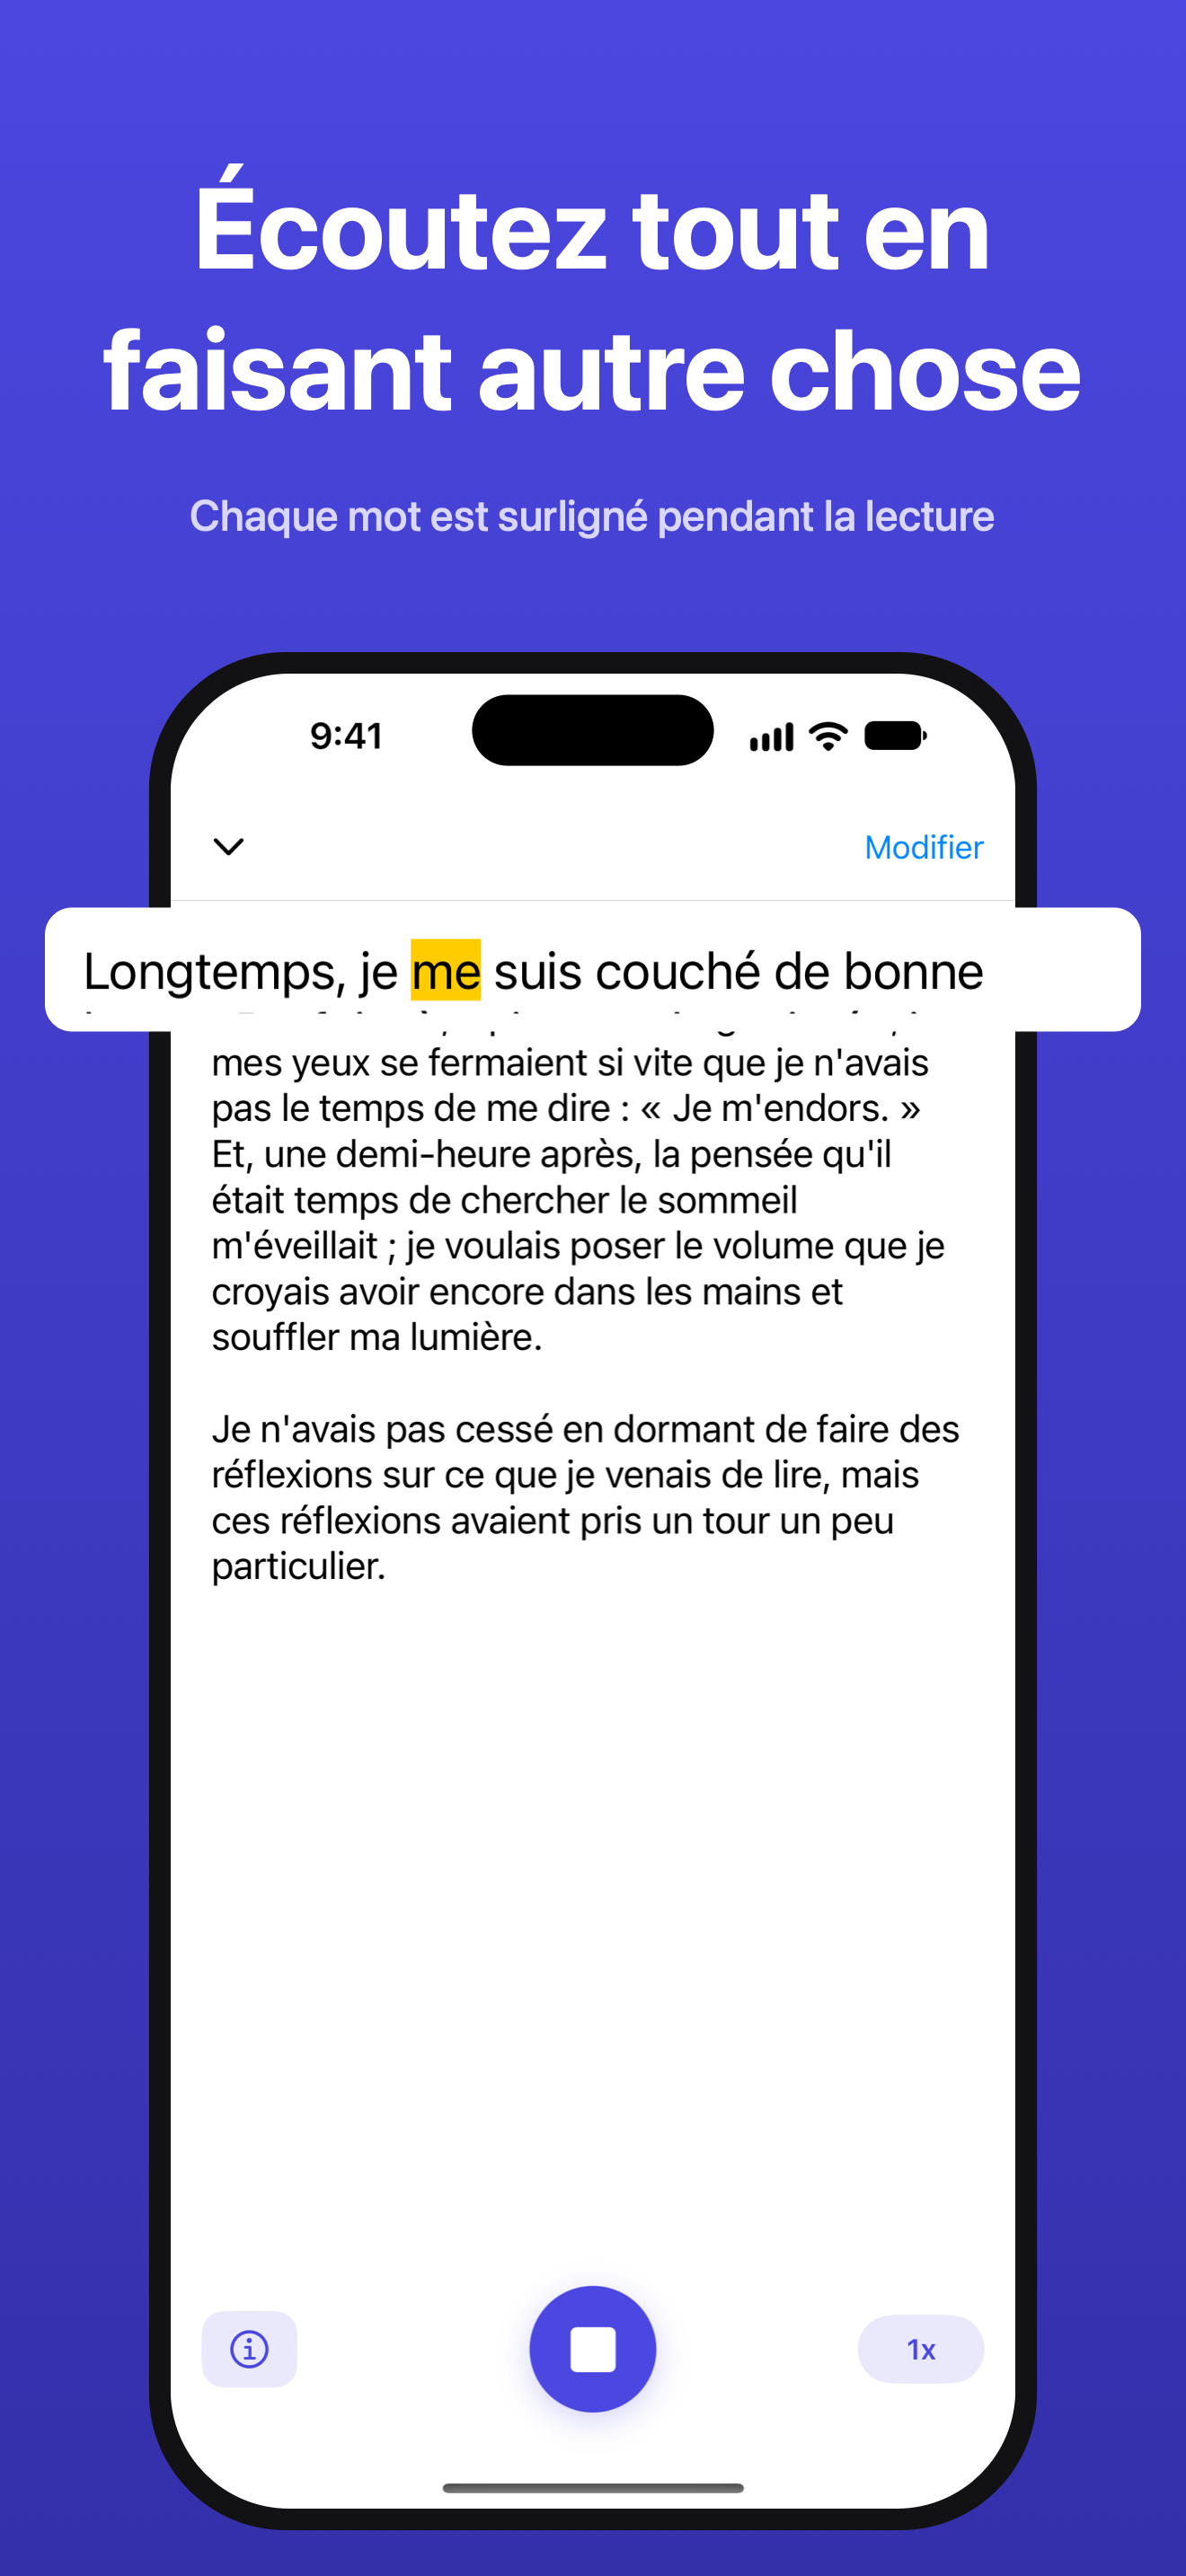 Écoutez tout en
faisant autre chose
Chaque mot est surligné pendant la lecture
9:41
Modifier
Longtemps, je me suis couché de bonne
mes yeux se fermaient si vite que je n'avais
pas le temps de me dire : « Je m'endors. »
Et, une demi-heure après, la pensée qu'il
était temps de chercher le sommeil
m'éveillait ; je voulais poser le volume que je
croyais avoir encore dans les mains et
souffler ma lumière.
Je n'avais pas cessé en dormant de faire des
réflexions sur ce que je venais de lire, mais
ces réflexions avaient pris un tour un peu
particulier.
1x